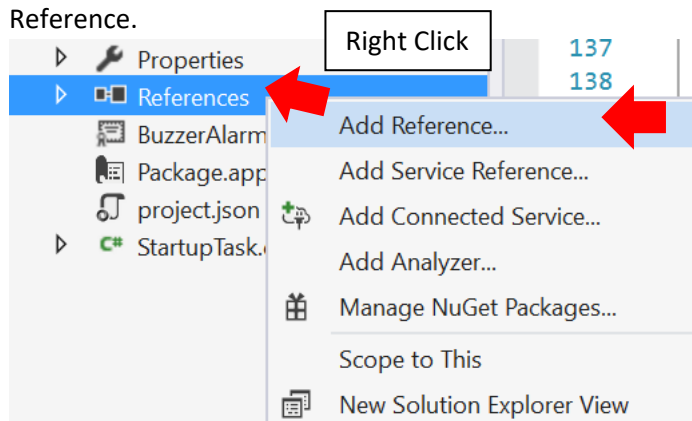 Reference.
Right Click
137
138
Properties
References
BuzzerAlarm
Package.app
project.json
C# StartupTask.
Add Reference...
Add Service Reference...
Add Connected Service...
Add Analyzer...
Manage NuGet Packages...
Scope to This
New Solution Explorer View